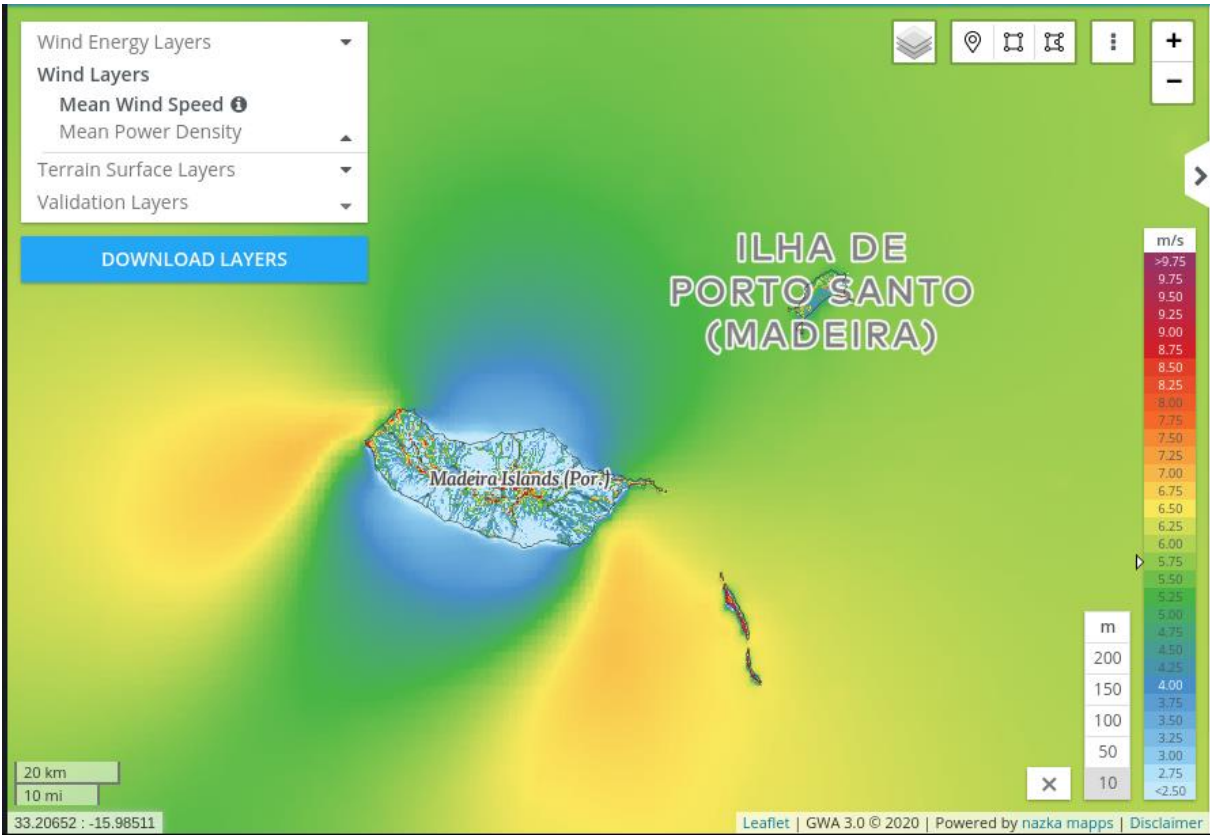 Wind Energy Layers
Wind Layers
Mean Wind Speed
Mean Power Density
Terrain Surface Layers
Validation Layers
DOWNLOAD LAYERS
ILHA DE
PORTO SANTO
(MADEIRA)
Madeira Islands (Por.)
m/s
>9.75
9.75
9.50
9.25
9.00
8.75
8.50
8.25
8.00
7.75
7.50
7.25
7.00
6.75
6.50
6.25
6.00
5.75
5.50
5.25
5.00
4.75
4.50
4.25
4.00
3.75
3.50
3.25
3.00
2.75
<2.50
m
200
150
100
50
10
20 km
10 mi
33.20652 : -15.98511
Leaflet | GWA 3.0 © 2020 | Powered by nazka mapps | Disclaimer